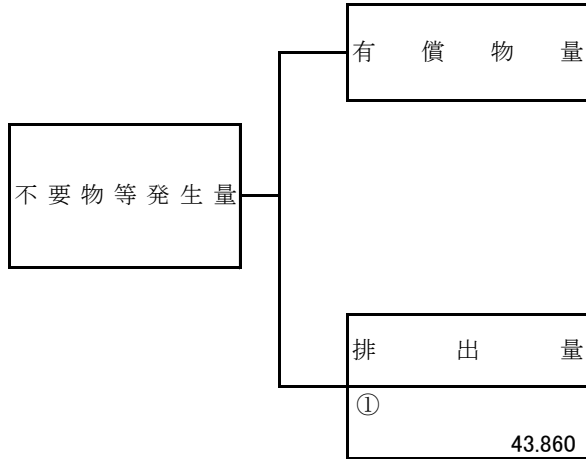 有償物量
不要物等発生量
排出量
①
43.860